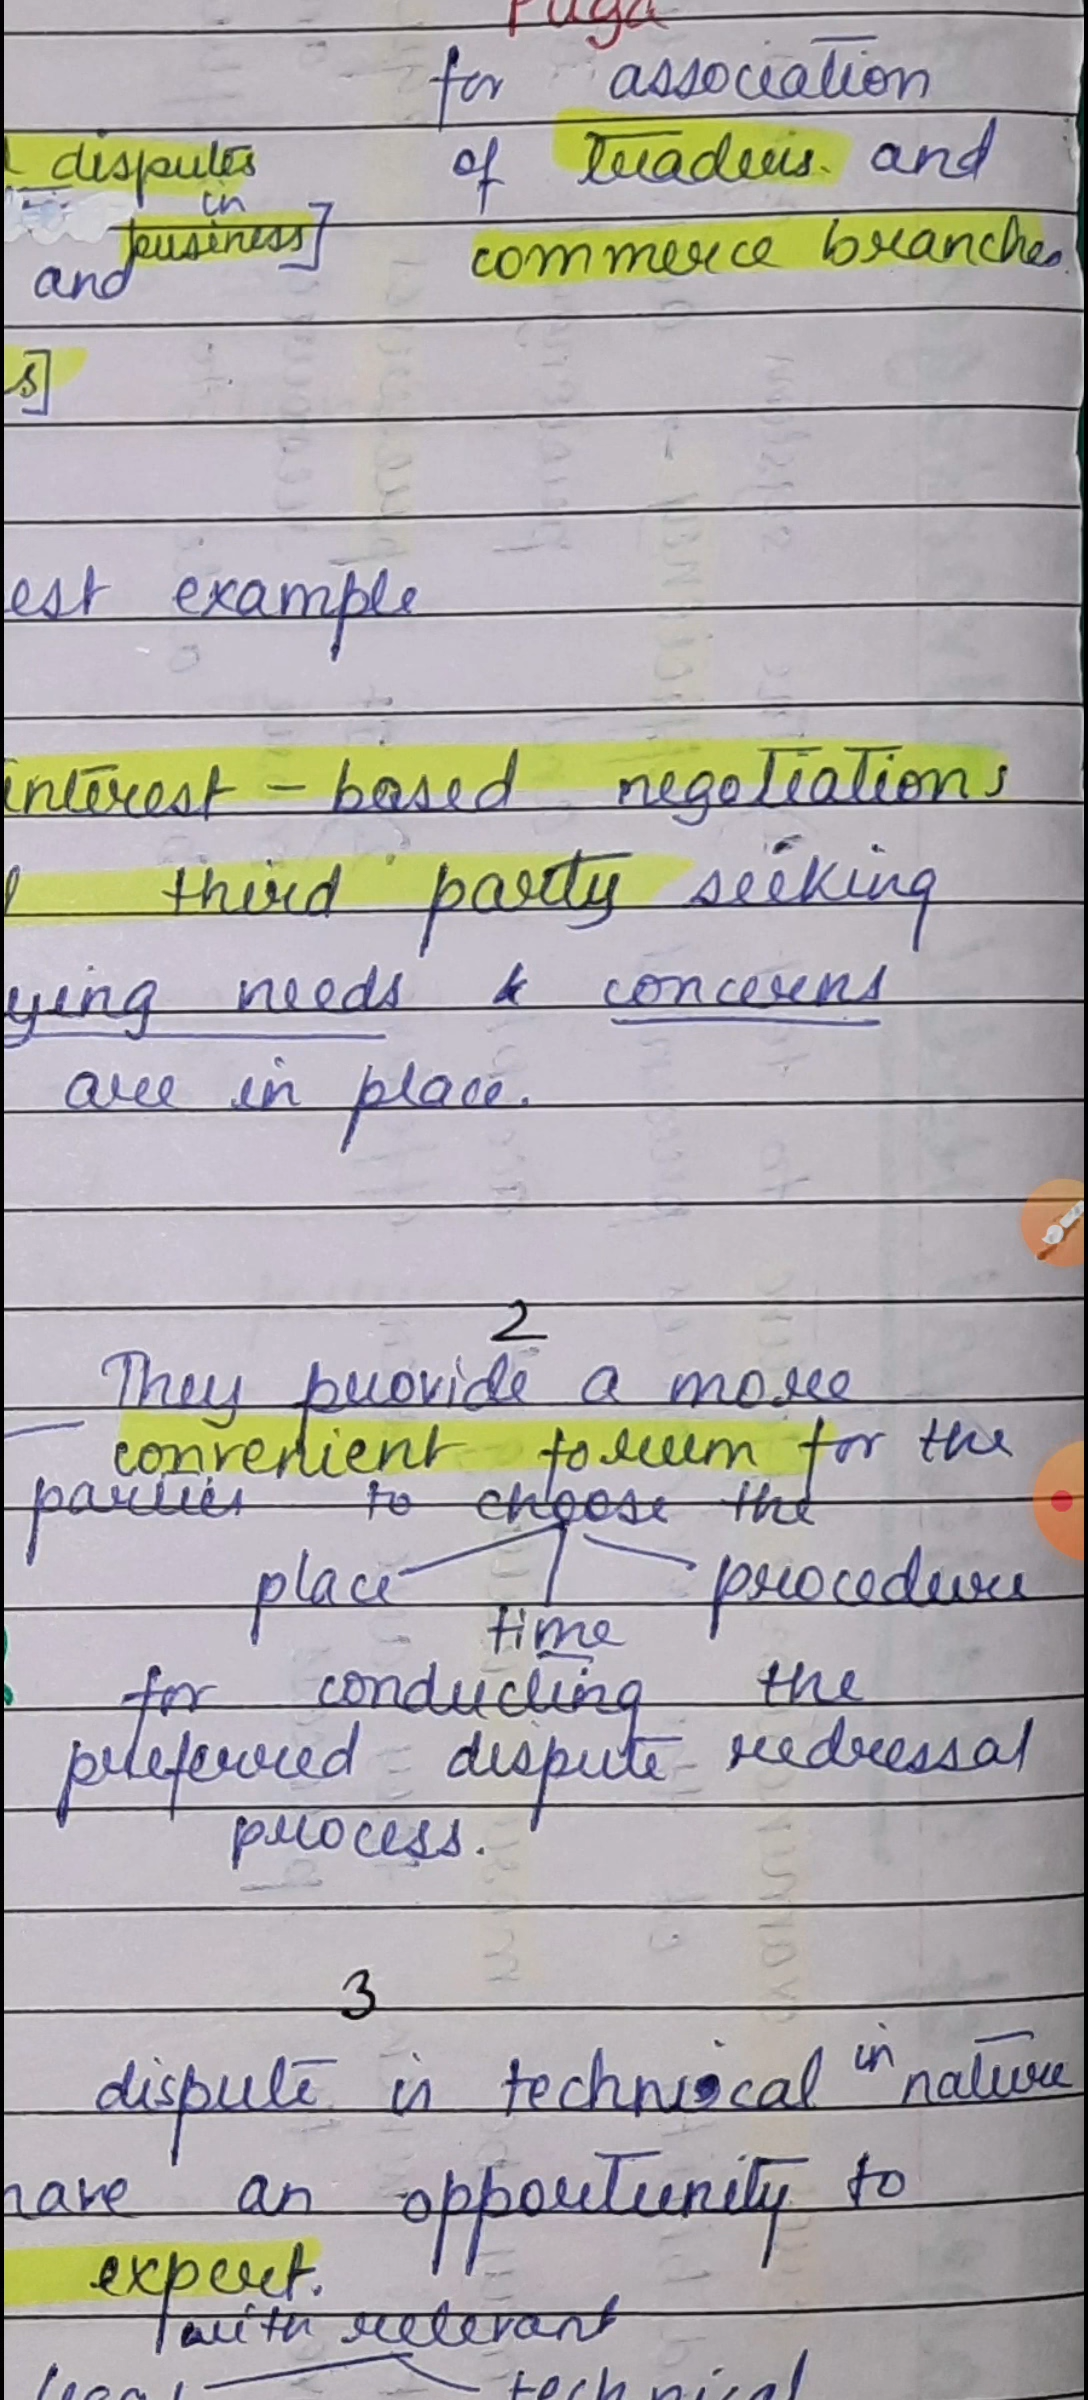 Puga
for association
disputes of traders. and
in
business] commerce branches
and
s]
est example
interest - based negotiations
third party seeking
ying needs & concerns
are in place.
2
They provide a more
convenient forum for the
parties to choose the
place procedure
time
for conducting the
preferred dispute redressal
process.
3
dispute is technical in nature
have an opportunity to
expert.
with relevant
legal technical